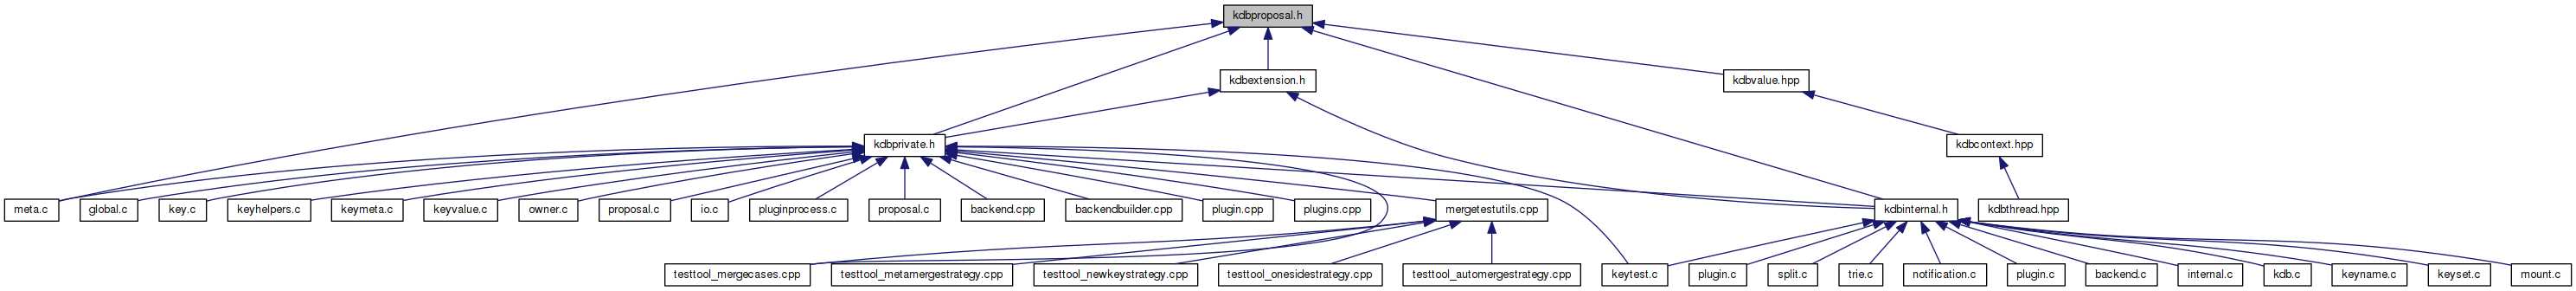 kdbproposal.h
kdbextension.h
kdbvalue.hpp
kdbprivate.h
kdbcontext.hpp
meta.c
global.c
key.c
keyhelpers.c
keymeta.c
keyvalue.c
owner.c
proposal.c
io.c
pluginprocess.c
proposal.c
backend.cpp
backendbuilder.cpp
plugin.cpp
plugins.cpp
mergetestutils.cpp
kdbinternal.h
kdbthread.hpp
testtool_mergecases.cpp
testtool_metamergestrategy.cpp
testtool_newkeystrategy.cpp
testtool_onesidestrategy.cpp
testtool_automergestrategy.cpp
keytest.c
plugin.c
split.c
trie.c
notification.c
plugin.c
backend.c
internal.c
kdb.c
keyname.c
keyset.c
mount.c